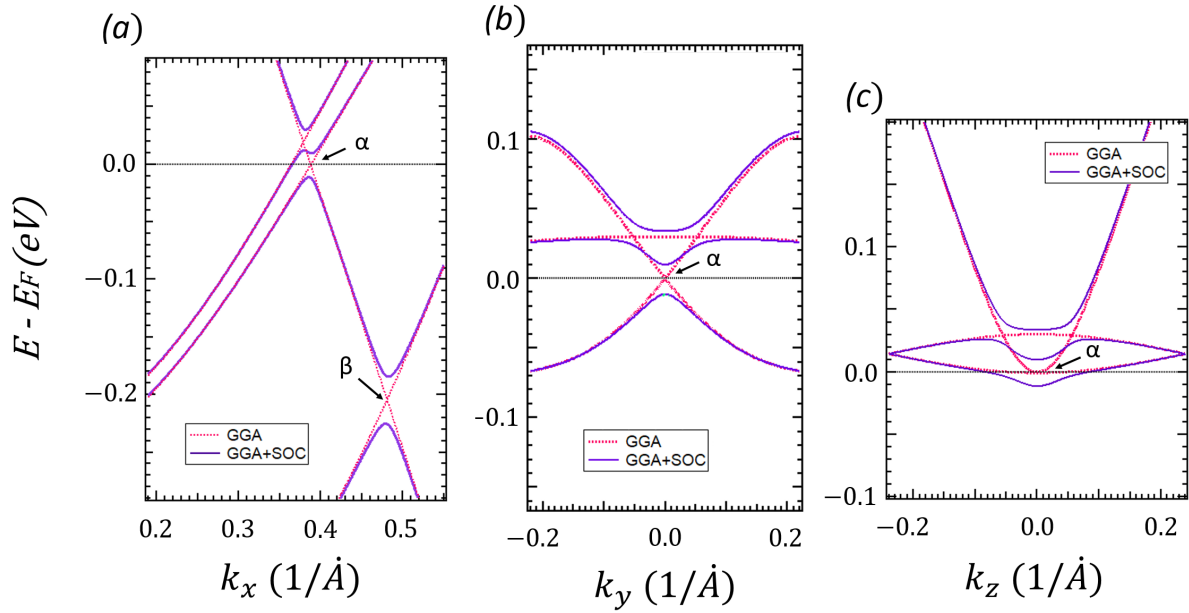 (a)
(b)
(c)
E - EF (eV)
0.0
−0.1
−0.2
α
β
GGA
GGA+SOC
0.2
0.3
0.4
0.5
kx (1/Å)
0.1
0.0
-0.1
α
GGA
GGA+SOC
−0.2
0.0
0.2
ky (1/Å)
0.1
0.0
−0.1
GGA
GGA+SOC
α
−0.2
0.0
0.2
kz (1/Å)